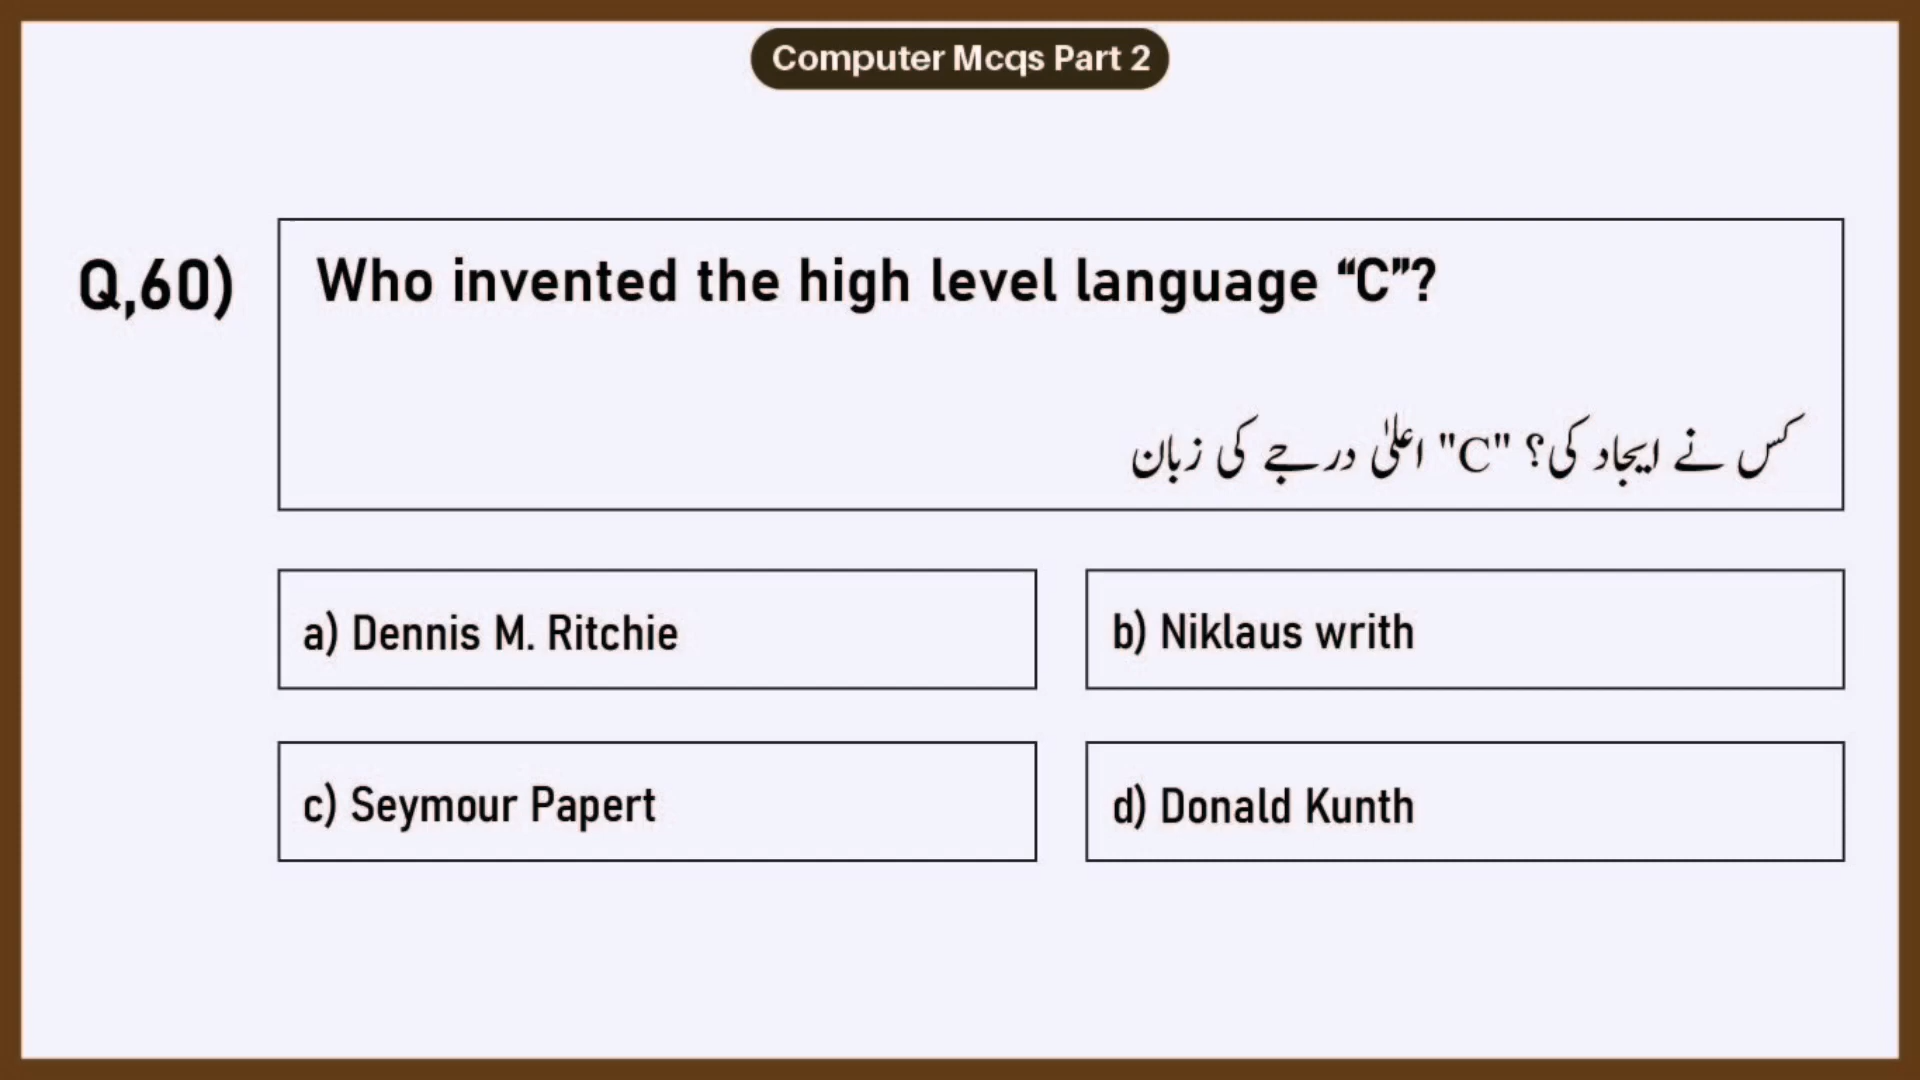 Computer Mcqs Part 2
Q,60)
Who invented the high level language “C”?
کس نے ایجاد کی؟ "C" اعلیٰ درجے کی زبان
a) Dennis M. Ritchie
b) Niklaus writh
c) Seymour Papert
d) Donald Kunth